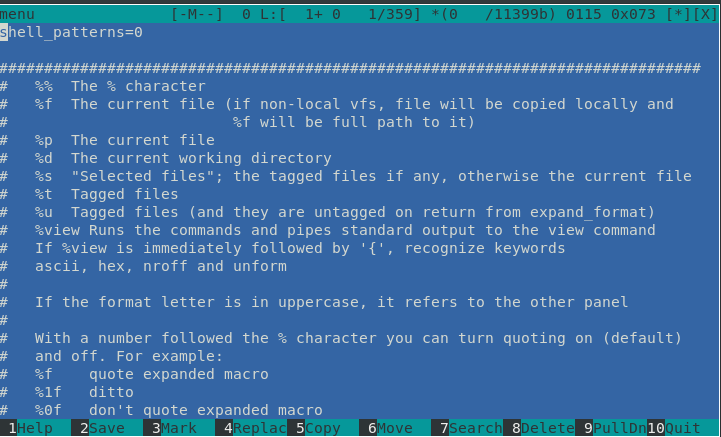 menu               [-M--]  0 L:[  1+ 0   1/359] *(0   /11399b) 0115 0x073 [*][X]
shell_patterns=0
##############################################################################
#   %%  The % character
#   %f  The current file (if non-local vfs, file will be copied locally and
#                         %f will be full path to it)
#   %p  The current file
#   %d  The current working directory
#   %s  "Selected files"; the tagged files if any, otherwise the current file
#   %t  Tagged files
#   %u  Tagged files (and they are untagged on return from expand_format)
#   %view Runs the commands and pipes standard output to the view command
#   If %view is immediately followed by '{', recognize keywords
#   ascii, hex, nroff and unform
#
#   If the format letter is in uppercase, it refers to the other panel
#
#   With a number followed the % character you can turn quoting on (default)
#   and off. For example:
#   %f    quote expanded macro
#   %1f   ditto
#   %0f   don't quote expanded macro
1Help  2Save  3Mark  4Replac 5Copy  6Move  7Search 8Delete 9PullDn 10Quit